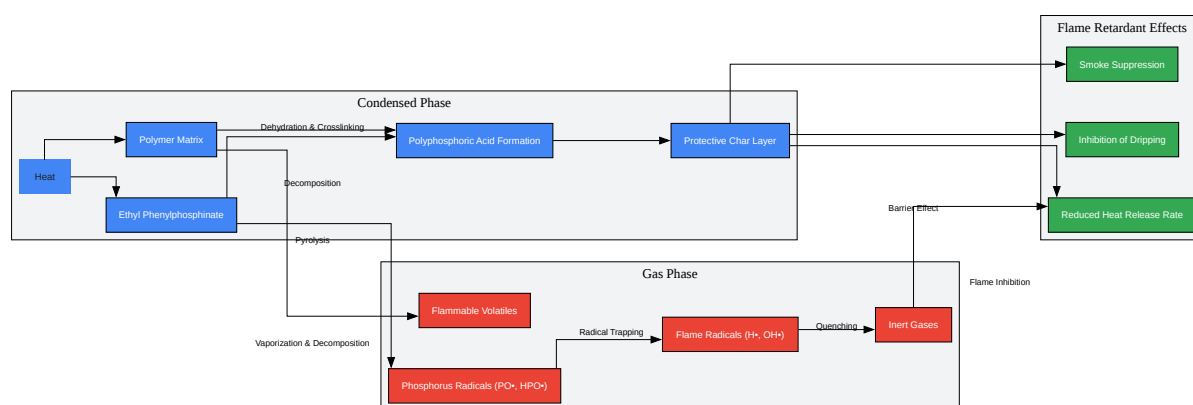 Flame Retardant Effects
Smoke Suppression
Condensed Phase
Dehydration & Crosslinking
Polymer Matrix
Polyphosphoric Acid Formation
Protective Char Layer
Inhibition of Dripping
Heat
Decomposition
Ethyl Phenylphosphinate
Barrier Effect
Reduced Heat Release Rate
Pyrolysis
Gas Phase
Flame Inhibition
Flammable Volatiles
Radical Trapping
Flame Radicals (H•, OH•)
Quenching
Inert Gases
Vaporization & Decomposition
Phosphorus Radicals (PO•, HPO•)